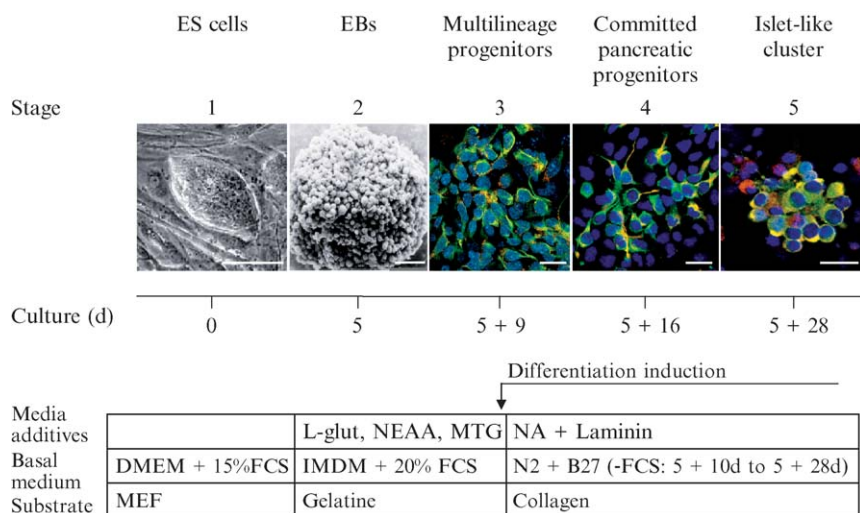 ES cells
EBs
Multilineage
progenitors
Committed
pancreatic
progenitors
Islet-like
cluster
Stage
1
2
3
4
5
Culture (d)
0
5
5 + 9
5 + 16
5 + 28
Differentiation induction
Media
additives
L-glut, NEAA, MTG
NA + Laminin
Basal
medium
DMEM + 15%FCS
IMDM + 20% FCS
N2 + B27 (-FCS: 5 + 10d to 5 + 28d)
Substrate
MEF
Gelatine
Collagen